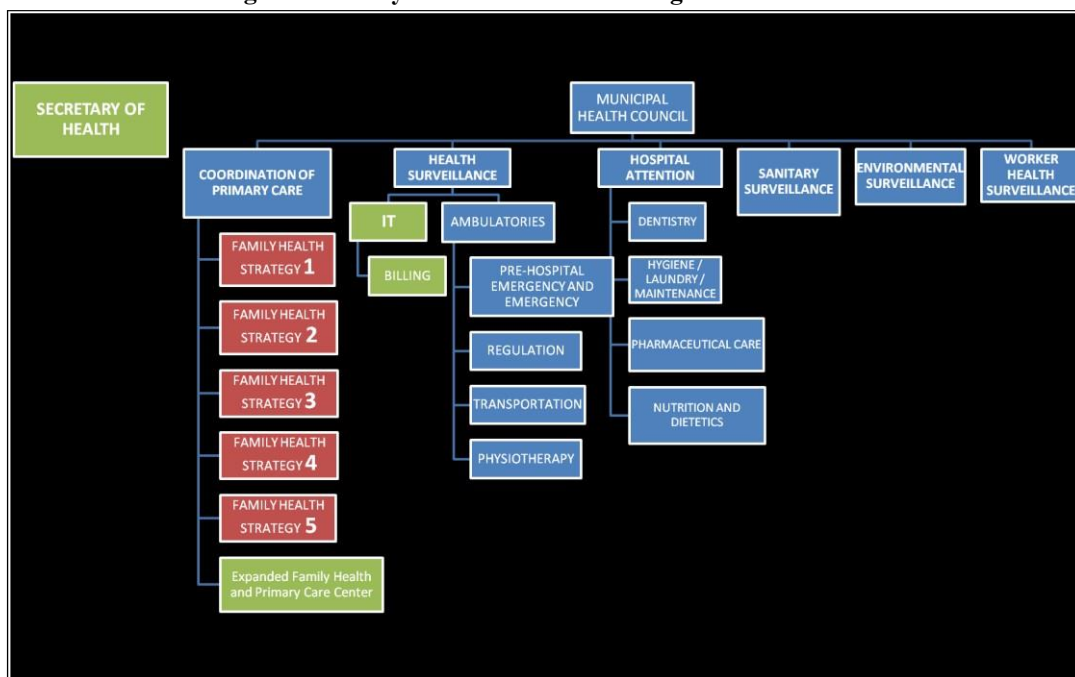 SECRETARY OF
HEALTH
MUNICIPAL
HEALTH COUNCIL
COORDINATION OF
PRIMARY CARE
HEALTH
SURVEILLANCE
HOSPITAL
ATTENTION
SANITARY
SURVEILLANCE
ENVIRONMENTAL
SURVEILLANCE
WORKER
HEALTH
SURVEILLANCE
FAMILY HEALTH
STRATEGY 1
FAMILY HEALTH
STRATEGY 2
FAMILY HEALTH
STRATEGY 3
FAMILY HEALTH
STRATEGY 4
FAMILY HEALTH
STRATEGY 5
Expanded Family Health
and Primary Care Center
IT
BILLING
AMBULATORIES
PRE-HOSPITAL
EMERGENCY AND
EMERGENCY
REGULATION
TRANSPORTATION
PHYSIOTHERAPY
DENTISTRY
HYGIENE /
LAUNDRY /
MAINTENANCE
PHARMACEUTICAL CARE
NUTRITION AND
DIETETICS